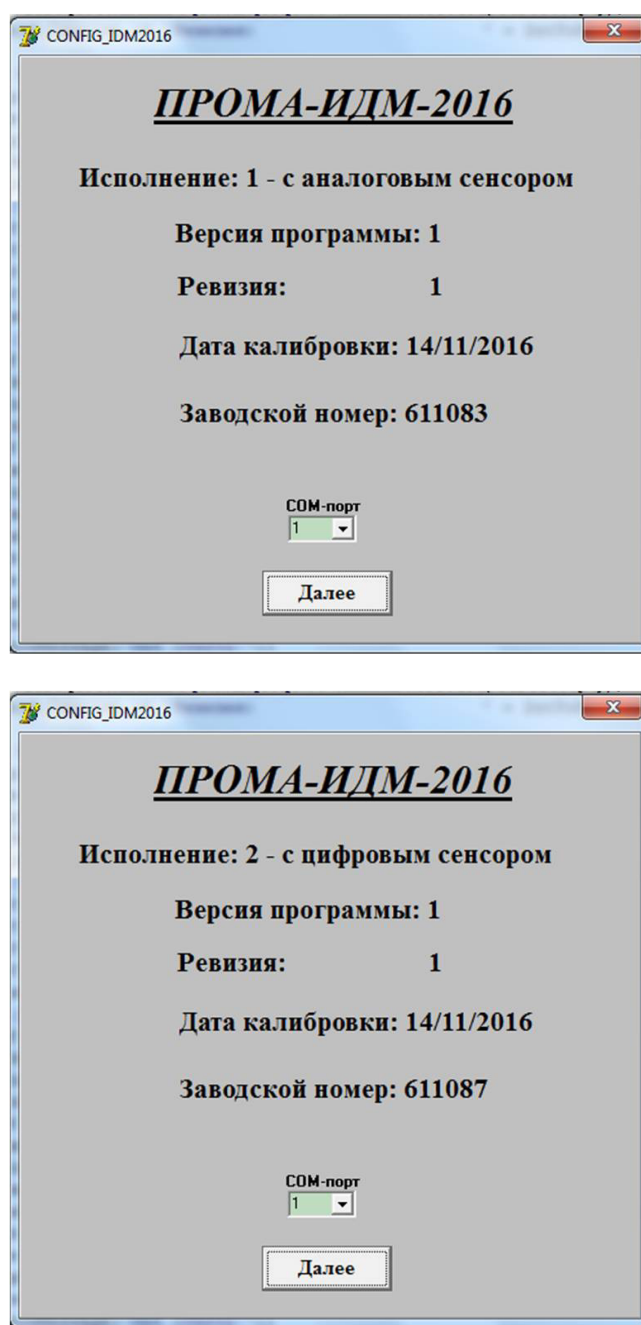 CONFIG_IDM2016
ПРОМА-ИДМ-2016
Исполнение: 1 - с аналоговым сенсором
Версия программы: 1
Ревизия: 1
Дата калибровки: 14/11/2016
Заводской номер: 611083
COM-порт
1
Далее
CONFIG_IDM2016
ПРОМА-ИДМ-2016
Исполнение: 2 - с цифровым сенсором
Версия программы: 1
Ревизия: 1
Дата калибровки: 14/11/2016
Заводской номер: 611087
COM-порт
1
Далее